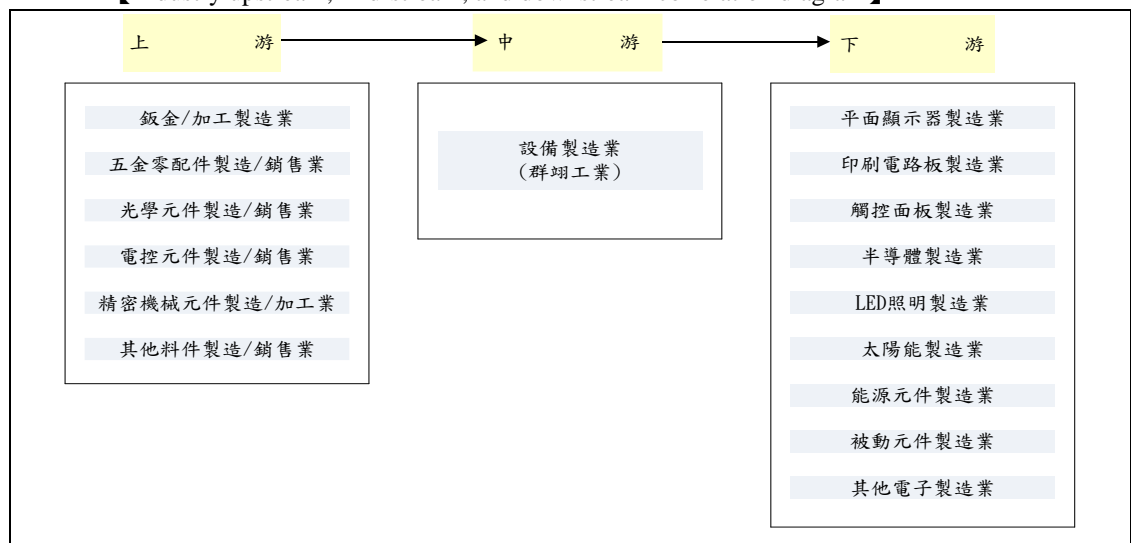 上 游
中 游
下 游
鈑金/加工製造業
五金零配件製造/銷售業
光學元件製造/銷售業
電控元件製造/銷售業
精密機械元件製造/加工業
其他料件製造/銷售業
設備製造業
(群翊工業)
平面顯示器製造業
印刷電路板製造業
觸控面板製造業
半導體製造業
LED照明製造業
太陽能製造業
能源元件製造業
被動元件製造業
其他電子製造業